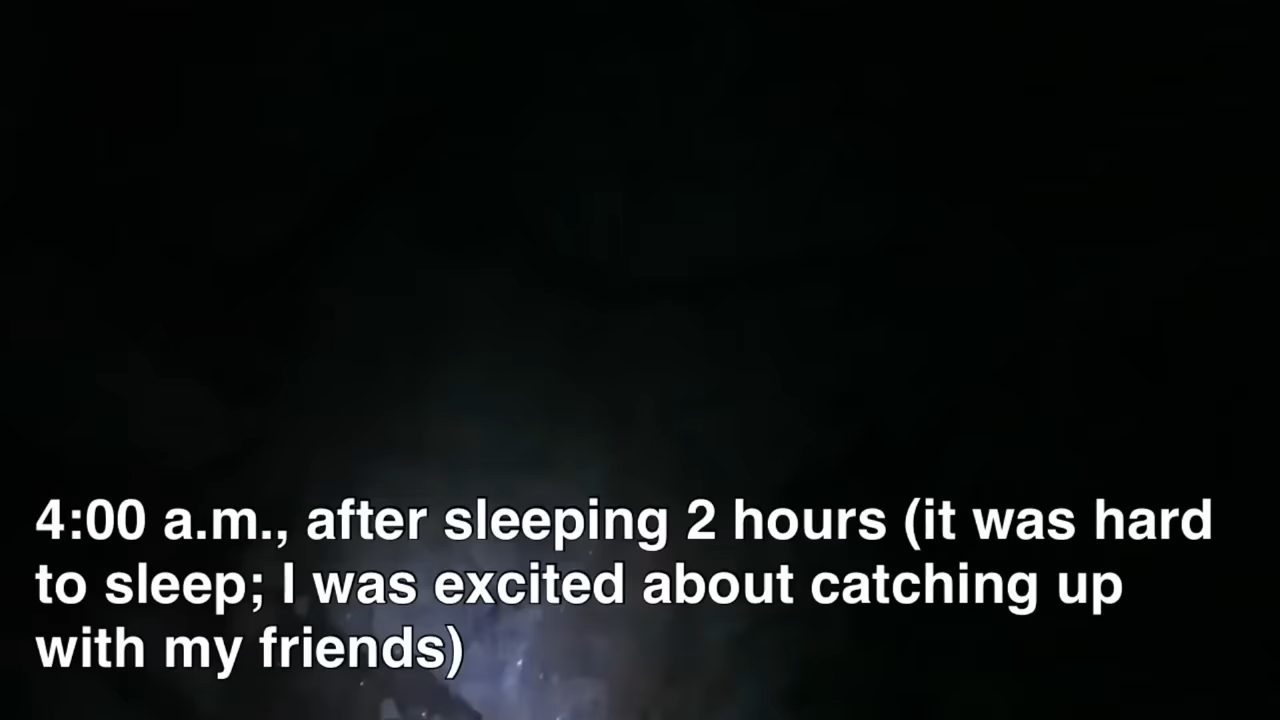 4:00 a.m., after sleeping 2 hours (it was hard
to sleep; I was excited about catching up
with my friends)